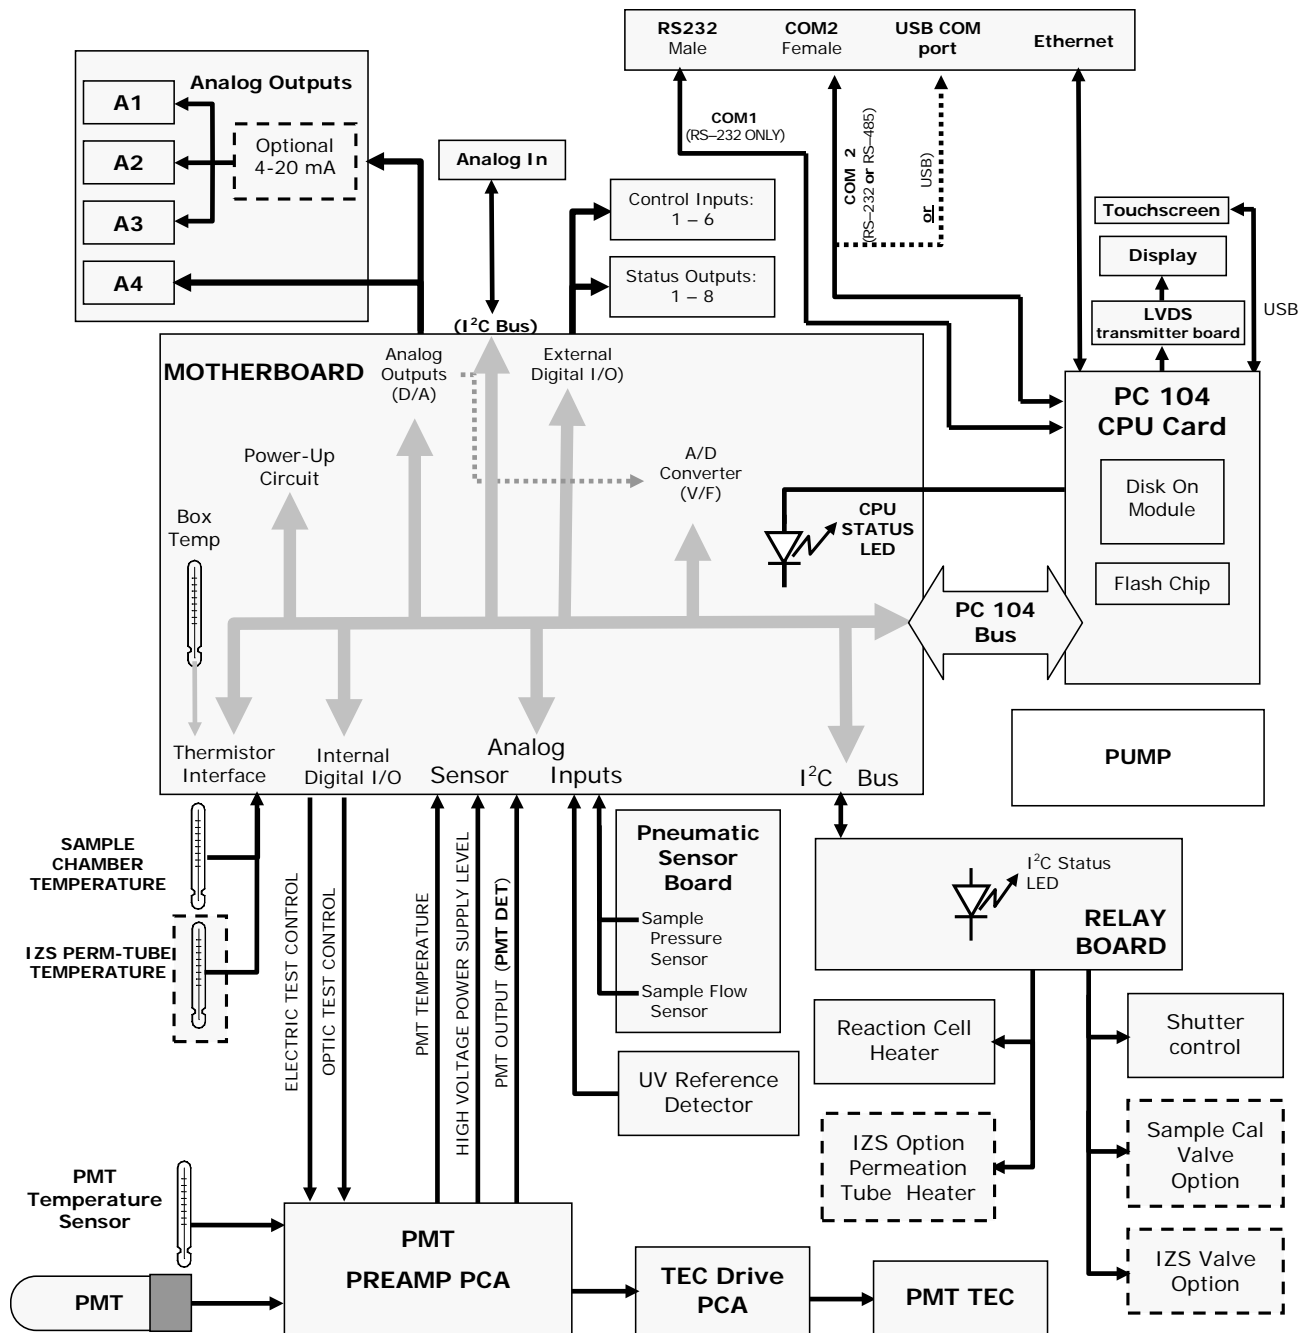 RS232
Male
COM2
Female
USB COM
port
Ethernet
Analog Outputs
A1
A2
A3
A4
Optional
4-20 mA
Analog In
COM1
(RS–232 ONLY)
COM 2
(RS–232 or RS–485)
or USB)
Control Inputs:
1 – 6
Status Outputs:
1 – 8
Touchscreen
Display
LVDS
transmitter board
USB
(I²C Bus)
MOTHERBOARD
Analog
Outputs
(D/A)
External
Digital I/O)
Power-Up
Circuit
A/D
Converter
(V/F)
Box
Temp
CPU
STATUS
LED
PC 104
CPU Card
Disk On
Module
Flash Chip
PC 104
Bus
Thermistor
Interface
Internal
Digital I/O
Analog
Sensor Inputs
I²C Bus
PUMP
SAMPLE
CHAMBER
TEMPERATURE
IZS PERM-TUBE
TEMPERATURE
ELECTRIC TEST CONTROL
OPTIC TEST CONTROL
PMT TEMPERATURE
HIGH VOLTAGE POWER SUPPLY LEVEL
PMT OUTPUT (PMT DET)
Pneumatic
Sensor
Board
Sample
Pressure
Sensor
Sample Flow
Sensor
UV Reference
Detector
I²C Status
LED
RELAY
BOARD
Reaction Cell
Heater
IZS Option
Permeation
Tube Heater
Shutter
control
Sample Cal
Valve
Option
IZS Valve
Option
PMT
Temperature
Sensor
PMT
PMT
PREAMP PCA
TEC Drive
PCA
PMT TEC